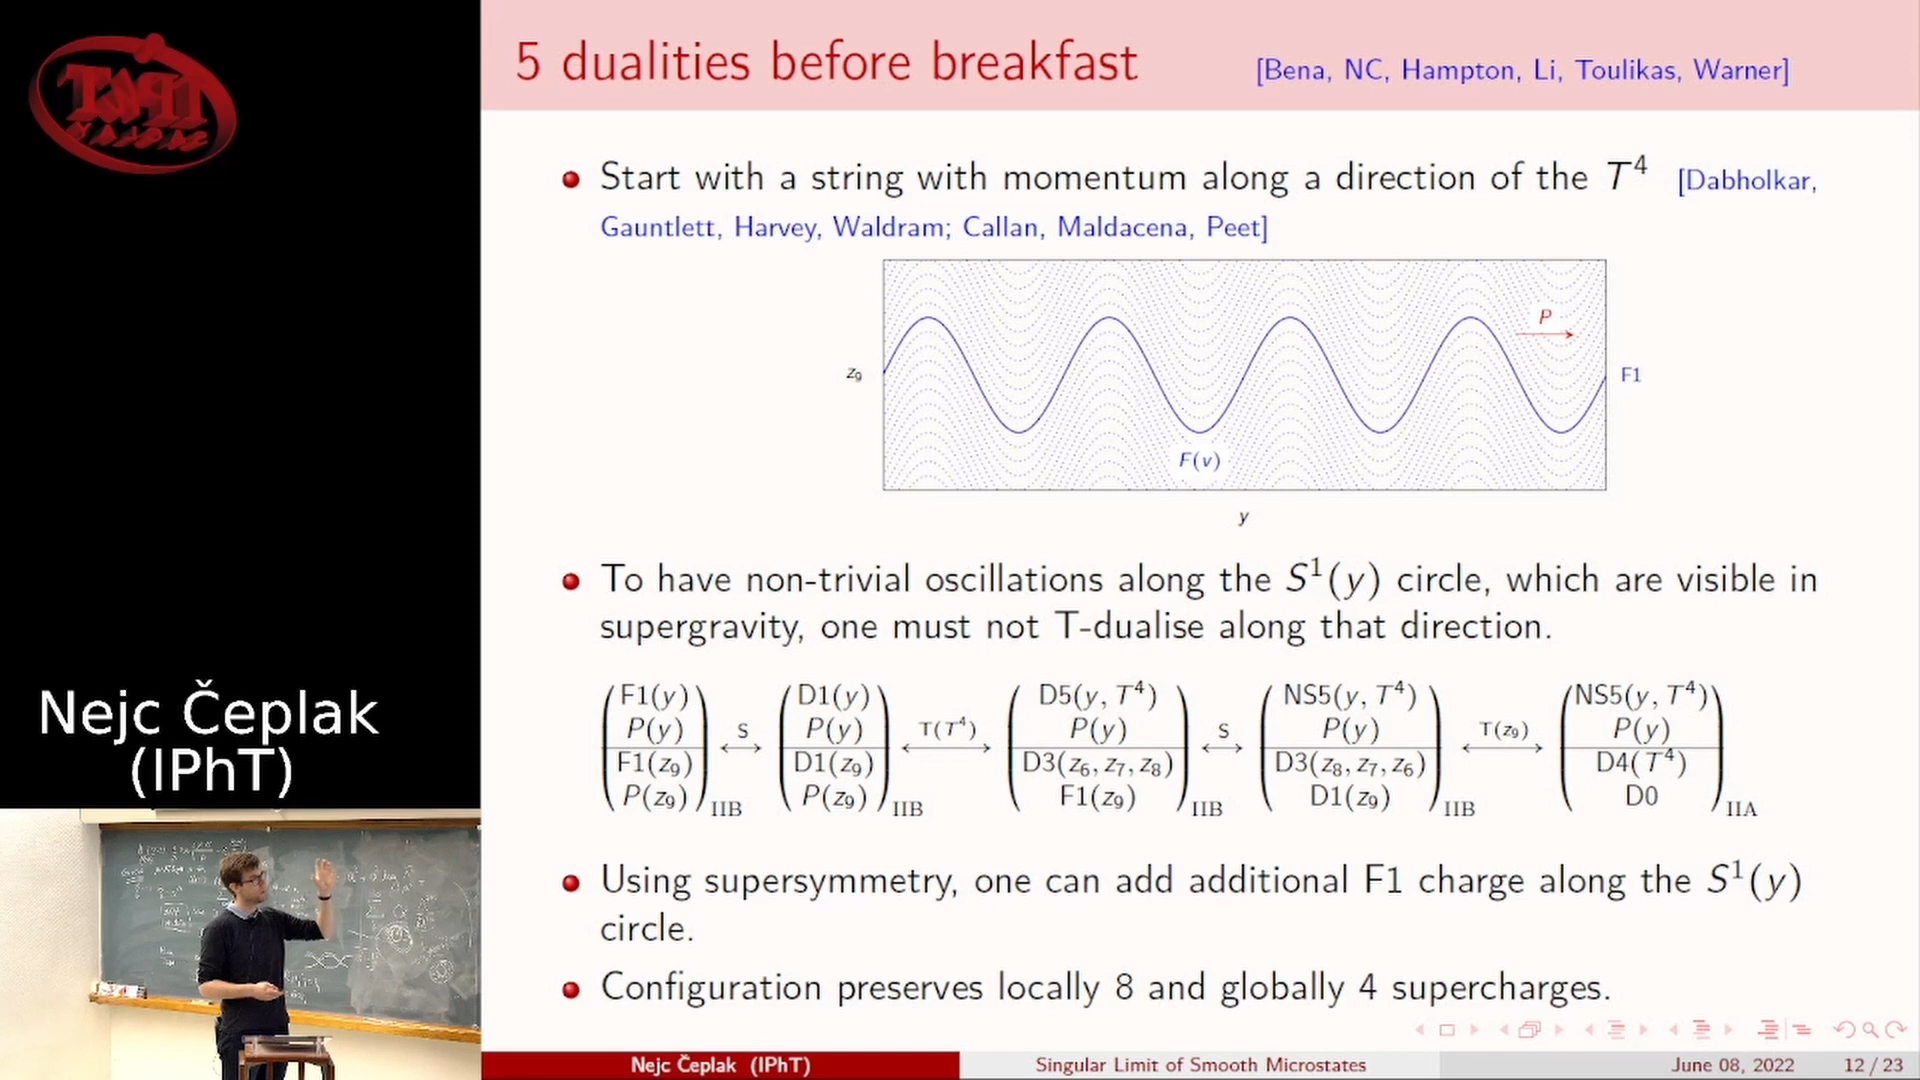 5 dualities before breakfast [Bena, NC, Hampton, Li, Toulikas, Warner]
Start with a string with momentum along a direction of the T⁴ [Dabholkar,
Gauntlett, Harvey, Waldram; Callan, Maldacena, Peet]
P
z₉
F1
F(v)
y
To have non-trivial oscillations along the S¹(y) circle, which are visible in
supergravity, one must not T-dualise along that direction.
F1(y) D1(y) D5(y, T⁴) NS5(y, T⁴) NS5(y, T⁴)
P(y) S P(y) T(T⁴) P(y) S P(y) T(z₉) P(y)
F1(z₉) D1(z₉) D3(z₆, z₇, z₈) D3(z₈, z₇, z₆) D4(T⁴)
P(z₉) P(z₉) F1(z₉) D1(z₉) D0
IIB IIB IIB IIB IIA
Using supersymmetry, one can add additional F1 charge along the S¹(y)
circle.
Configuration preserves locally 8 and globally 4 supercharges.
Nejc Čeplak (IPhT) Singular Limit of Smooth Microstates June 08, 2022 12 / 23
Nejc Čeplak
(IPhT)